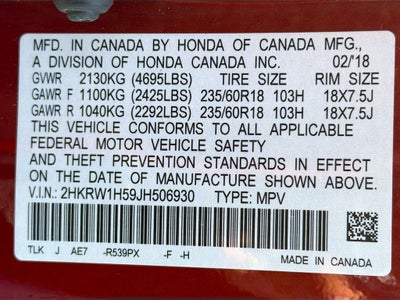 MFD. IN CANADA BY HONDA OF CANADA MFG.,
A DIVISION OF HONDA CANADA INC. 02/'18
GVWR 2130KG (4695LBS) TIRE SIZE RIM SIZE
GAWR F 1100KG (2425LBS) 235/60R18 103H 18X7.5J
GAWR R 1040KG (2292LBS) 235/60R18 103H 18X7.5J
THIS VEHICLE CONFORMS TO ALL APPLICABLE
FEDERAL MOTOR VEHICLE SAFETY
AND THEFT PREVENTION STANDARDS IN EFFECT
ON THE DATE OF MANUFACTURE SHOWN ABOVE.
V.I.N.: 2HKRW1H59JH506930 TYPE: MPV
TLK J AE7 -R539PX -F -H
MADE IN CANADA